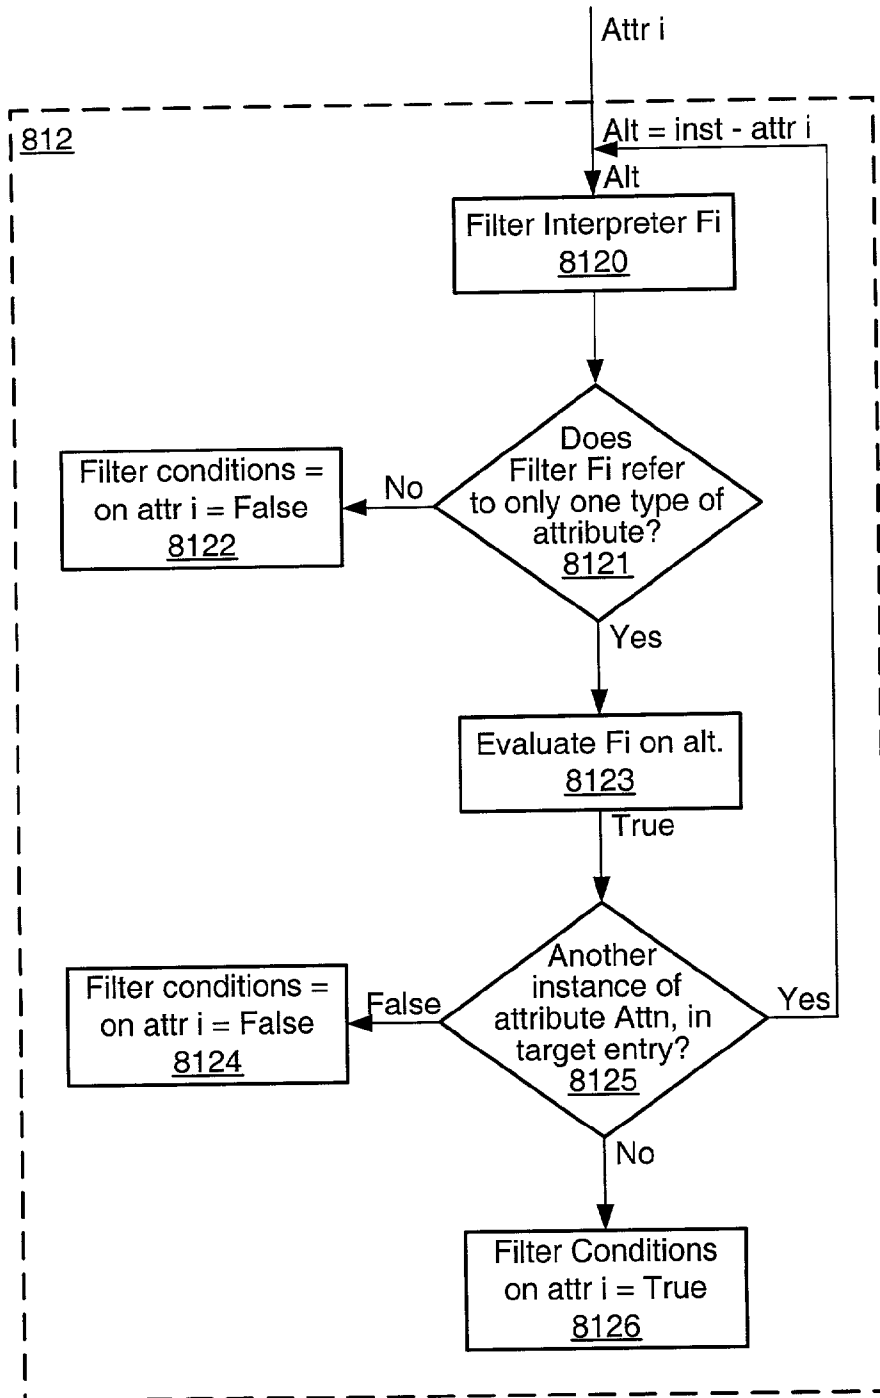 Attr i
812
Alt = inst - attr i
Alt
Filter Interpreter Fi
8120
Does
Filter Fi refer
to only one type of
attribute?
8121
No
Filter conditions =
on attr i = False
8122
Yes
Evaluate Fi on alt.
8123
True
Another
instance of
attribute Attn, in
target entry?
8125
Yes
False
Filter conditions =
on attr i = False
8124
No
Filter Conditions
on attr i = True
8126